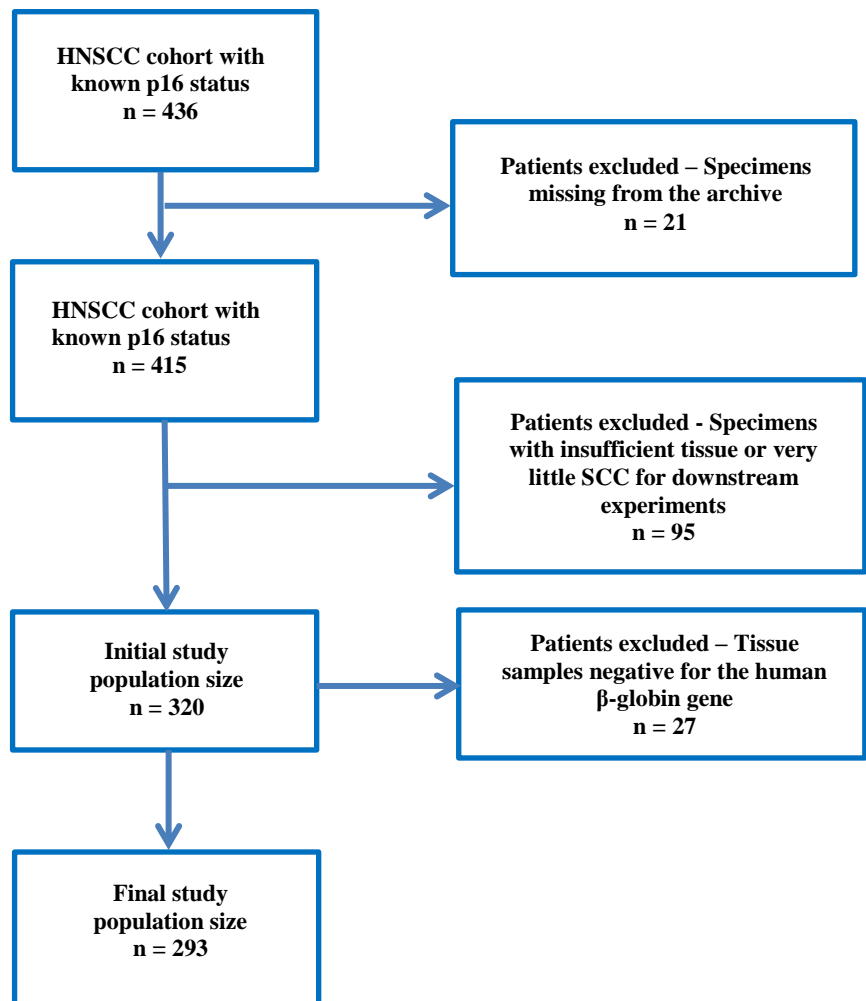 HNSCC cohort with
known p16 status
n = 436
Patients excluded – Specimens
missing from the archive
n = 21
HNSCC cohort with
known p16 status
n = 415
Patients excluded - Specimens
with insufficient tissue or very
little SCC for downstream
experiments
n = 95
Initial study
population size
n = 320
Patients excluded – Tissue
samples negative for the human
β-globin gene
n = 27
Final study
population size
n = 293